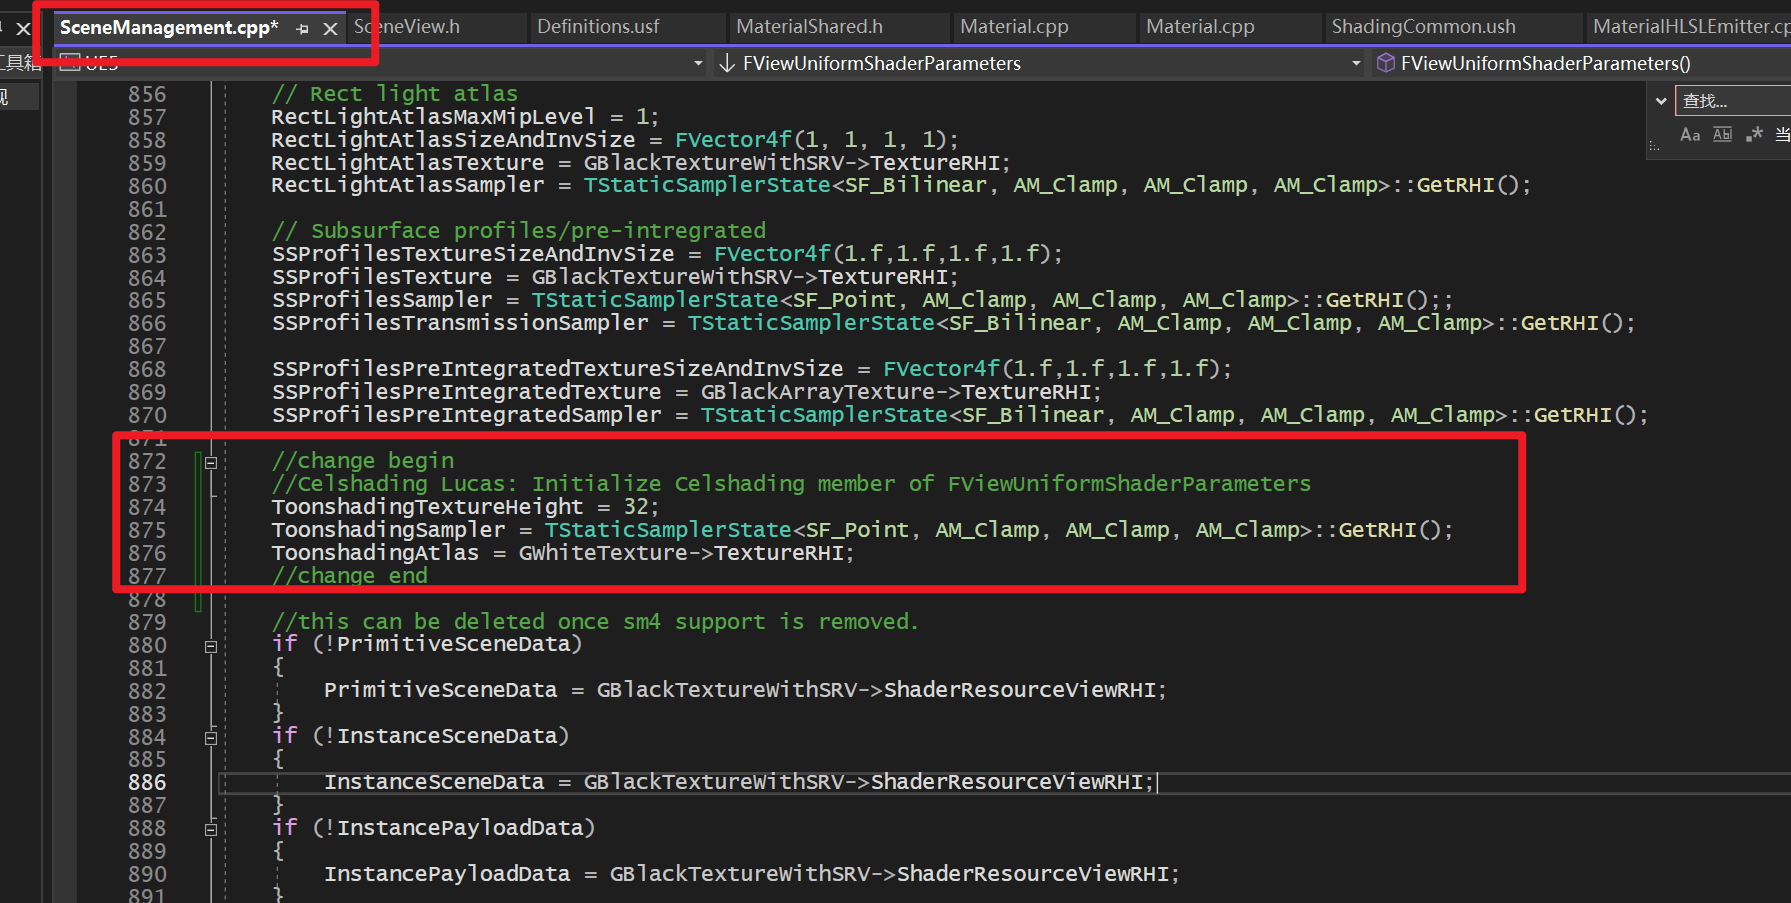 SceneManagement.cpp* SceneView.h Definitions.usf MaterialShared.h Material.cpp Material.cpp ShadingCommon.ush MaterialHLSLEmitter.cp
工具箱 UE5 FViewUniformShaderParameters FViewUniformShaderParameters()
视
查找...
Aa Abl .* 当
856 // Rect light atlas
857 RectLightAtlasMaxMipLevel = 1;
858 RectLightAtlasSizeAndInvSize = FVector4f(1, 1, 1, 1);
859 RectLightAtlasTexture = GBlackTextureWithSRV->TextureRHI;
860 RectLightAtlasSampler = TStaticSamplerState<SF_Bilinear, AM_Clamp, AM_Clamp, AM_Clamp>::GetRHI();
861
862 // Subsurface profiles/pre-intregrated
863 SSProfilesTextureSizeAndInvSize = FVector4f(1.f,1.f,1.f,1.f);
864 SSProfilesTexture = GBlackTextureWithSRV->TextureRHI;
865 SSProfilesSampler = TStaticSamplerState<SF_Point, AM_Clamp, AM_Clamp, AM_Clamp>::GetRHI();;
866 SSProfilesTransmissionSampler = TStaticSamplerState<SF_Bilinear, AM_Clamp, AM_Clamp, AM_Clamp>::GetRHI();
867
868 SSProfilesPreIntegratedTextureSizeAndInvSize = FVector4f(1.f,1.f,1.f,1.f);
869 SSProfilesPreIntegratedTexture = GBlackArrayTexture->TextureRHI;
870 SSProfilesPreIntegratedSampler = TStaticSamplerState<SF_Bilinear, AM_Clamp, AM_Clamp, AM_Clamp>::GetRHI();
871
872 //change begin
873 //Celshading Lucas: Initialize Celshading member of FViewUniformShaderParameters
874 ToonshadingTextureHeight = 32;
875 ToonshadingSampler = TStaticSamplerState<SF_Point, AM_Clamp, AM_Clamp, AM_Clamp>::GetRHI();
876 ToonshadingAtlas = GWhiteTexture->TextureRHI;
877 //change end
878
879 //this can be deleted once sm4 support is removed.
880 if (!PrimitiveSceneData)
881 {
882 PrimitiveSceneData = GBlackTextureWithSRV->ShaderResourceViewRHI;
883 }
884 if (!InstanceSceneData)
885 {
886 InstanceSceneData = GBlackTextureWithSRV->ShaderResourceViewRHI;
887 }
888 if (!InstancePayloadData)
889 {
890 InstancePayloadData = GBlackTextureWithSRV->ShaderResourceViewRHI;
891 }